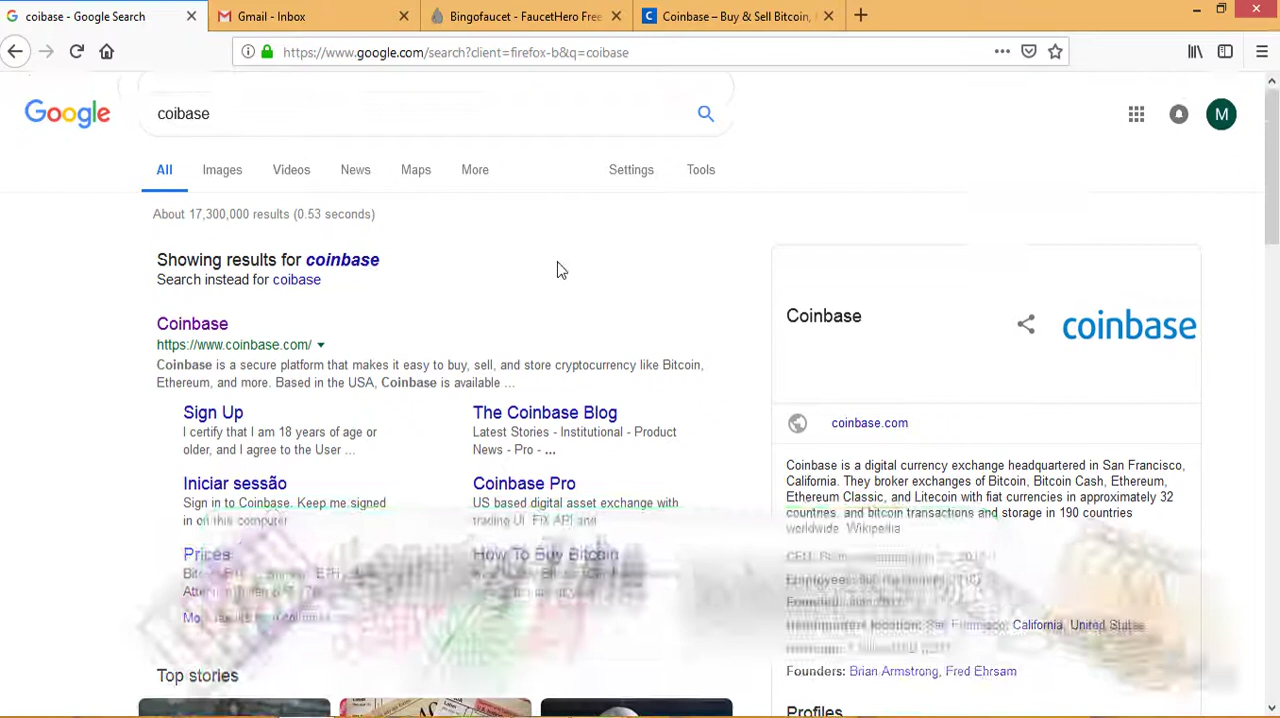 coibase - Google Search
Gmail - Inbox
Bingofaucet - FaucetHero Free
Coinbase – Buy & Sell Bitcoin,
https://www.google.com/search?client=firefox-b&q=coibase
Google
coibase
M
All
Images
Videos
News
Maps
More
Settings
Tools
About 17,300,000 results (0.53 seconds)
Showing results for coinbase
Search instead for coibase
Coinbase
https://www.coinbase.com/
Coinbase is a secure platform that makes it easy to buy, sell, and store cryptocurrency like Bitcoin,
Ethereum, and more. Based in the USA, Coinbase is available ...
Sign Up
I certify that I am 18 years of age or
older, and I agree to the User ...
The Coinbase Blog
Latest Stories - Institutional - Product
News - Pro - ...
Iniciar sessão
Sign in to Coinbase. Keep me signed
in on this computer
Coinbase Pro
US based digital asset exchange with
trading UI, FIX API and
Prices
How To Buy Bitcoin
Top stories
Coinbase
coinbase
coinbase.com
Coinbase is a digital currency exchange headquartered in San Francisco,
California. They broker exchanges of Bitcoin, Bitcoin Cash, Ethereum,
Ethereum Classic, and Litecoin with fiat currencies in approximately 32
countries, and bitcoin transactions and storage in 190 countries
worldwide. Wikipedia
Headquarters location: San Francisco, California, United States
Founders: Brian Armstrong, Fred Ehrsam
Profiles